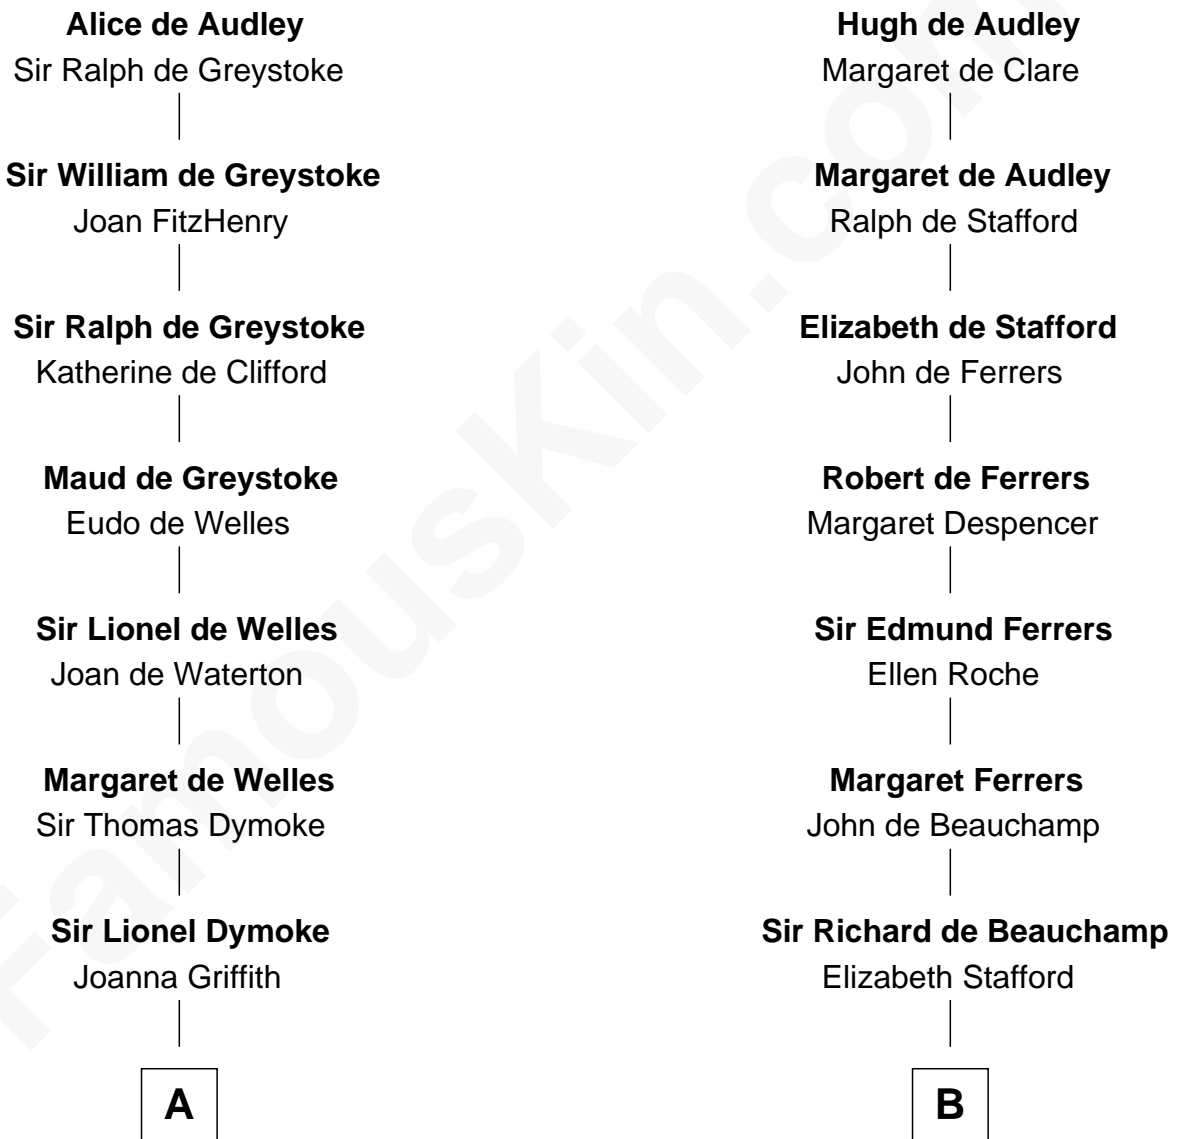 Alice de Audley
Sir Ralph de Greystoke
Sir William de Greystoke
Joan FitzHenry
Sir Ralph de Greystoke
Katherine de Clifford
Maud de Greystoke
Eudo de Welles
Sir Lionel de Welles
Joan de Waterton
Margaret de Welles
Sir Thomas Dymoke
Sir Lionel Dymoke
Joanna Griffith
A
Hugh de Audley
Margaret de Clare
Margaret de Audley
Ralph de Stafford
Elizabeth de Stafford
John de Ferrers
Robert de Ferrers
Margaret Despencer
Sir Edmund Ferrers
Ellen Roche
Margaret Ferrers
John de Beauchamp
Sir Richard de Beauchamp
Elizabeth Stafford
B
FamousKin.com